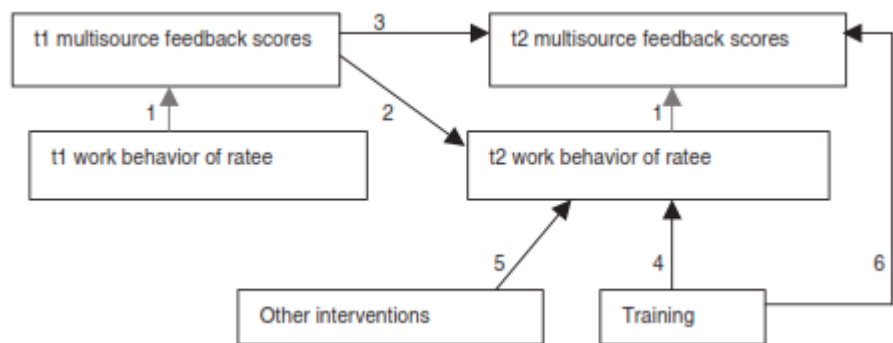 3
t1 multisource feedback scores
t2 multisource feedback scores
1
2
1
t1 work behavior of ratee
t2 work behavior of ratee
5
4
6
Other interventions
Training